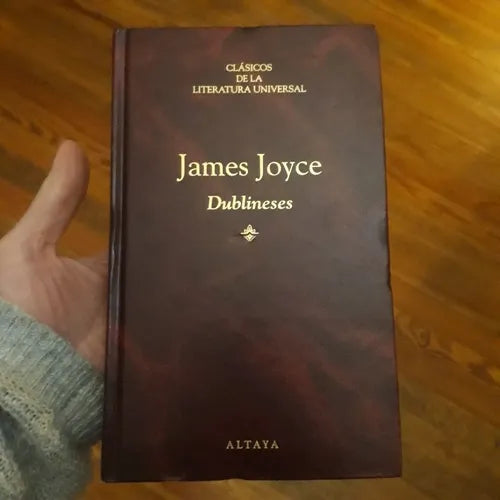 CLÁSICOS
DE LA
LITERATURA UNIVERSAL
James Joyce
Dublineses
ALTAYA